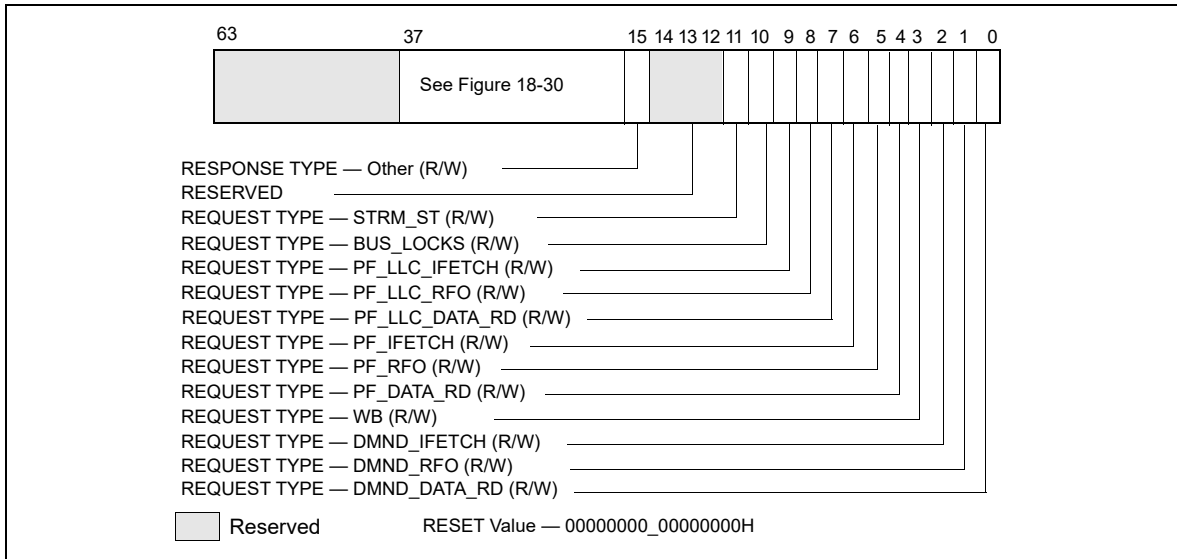 63 37 15 14 13 12 11 10 9 8 7 6 5 4 3 2 1 0
See Figure 18-30
RESPONSE TYPE — Other (R/W)
RESERVED
REQUEST TYPE — STRM_ST (R/W)
REQUEST TYPE — BUS_LOCKS (R/W)
REQUEST TYPE — PF_LLC_IFETCH (R/W)
REQUEST TYPE — PF_LLC_RFO (R/W)
REQUEST TYPE — PF_LLC_DATA_RD (R/W)
REQUEST TYPE — PF_IFETCH (R/W)
REQUEST TYPE — PF_RFO (R/W)
REQUEST TYPE — PF_DATA_RD (R/W)
REQUEST TYPE — WB (R/W)
REQUEST TYPE — DMND_IFETCH (R/W)
REQUEST TYPE — DMND_RFO (R/W)
REQUEST TYPE — DMND_DATA_RD (R/W)
Reserved RESET Value — 00000000_00000000H